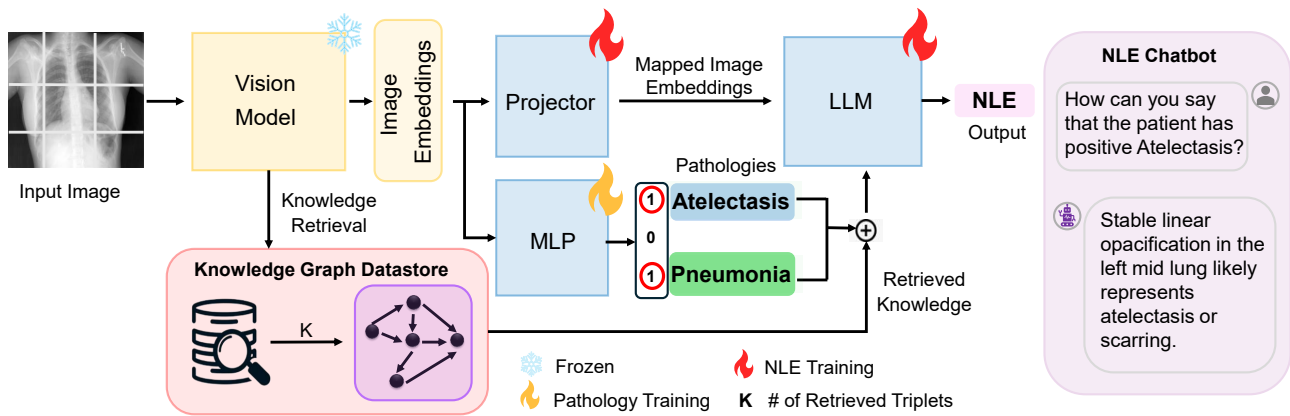 Input Image
Vision
Model
Image
Embeddings
Knowledge
Retrieval
Projector
Mapped Image
Embeddings
LLM
NLE
Output
MLP
Pathologies
1
0
1
Atelectasis
Pneumonia
Retrieved
Knowledge
Knowledge Graph Datastore
K
Frozen
NLE Training
Pathology Training
K # of Retrieved Triplets
NLE Chatbot
How can you say
that the patient has
positive Atelectasis?
Stable linear
opacification in the
left mid lung likely
represents
atelectasis or
scarring.